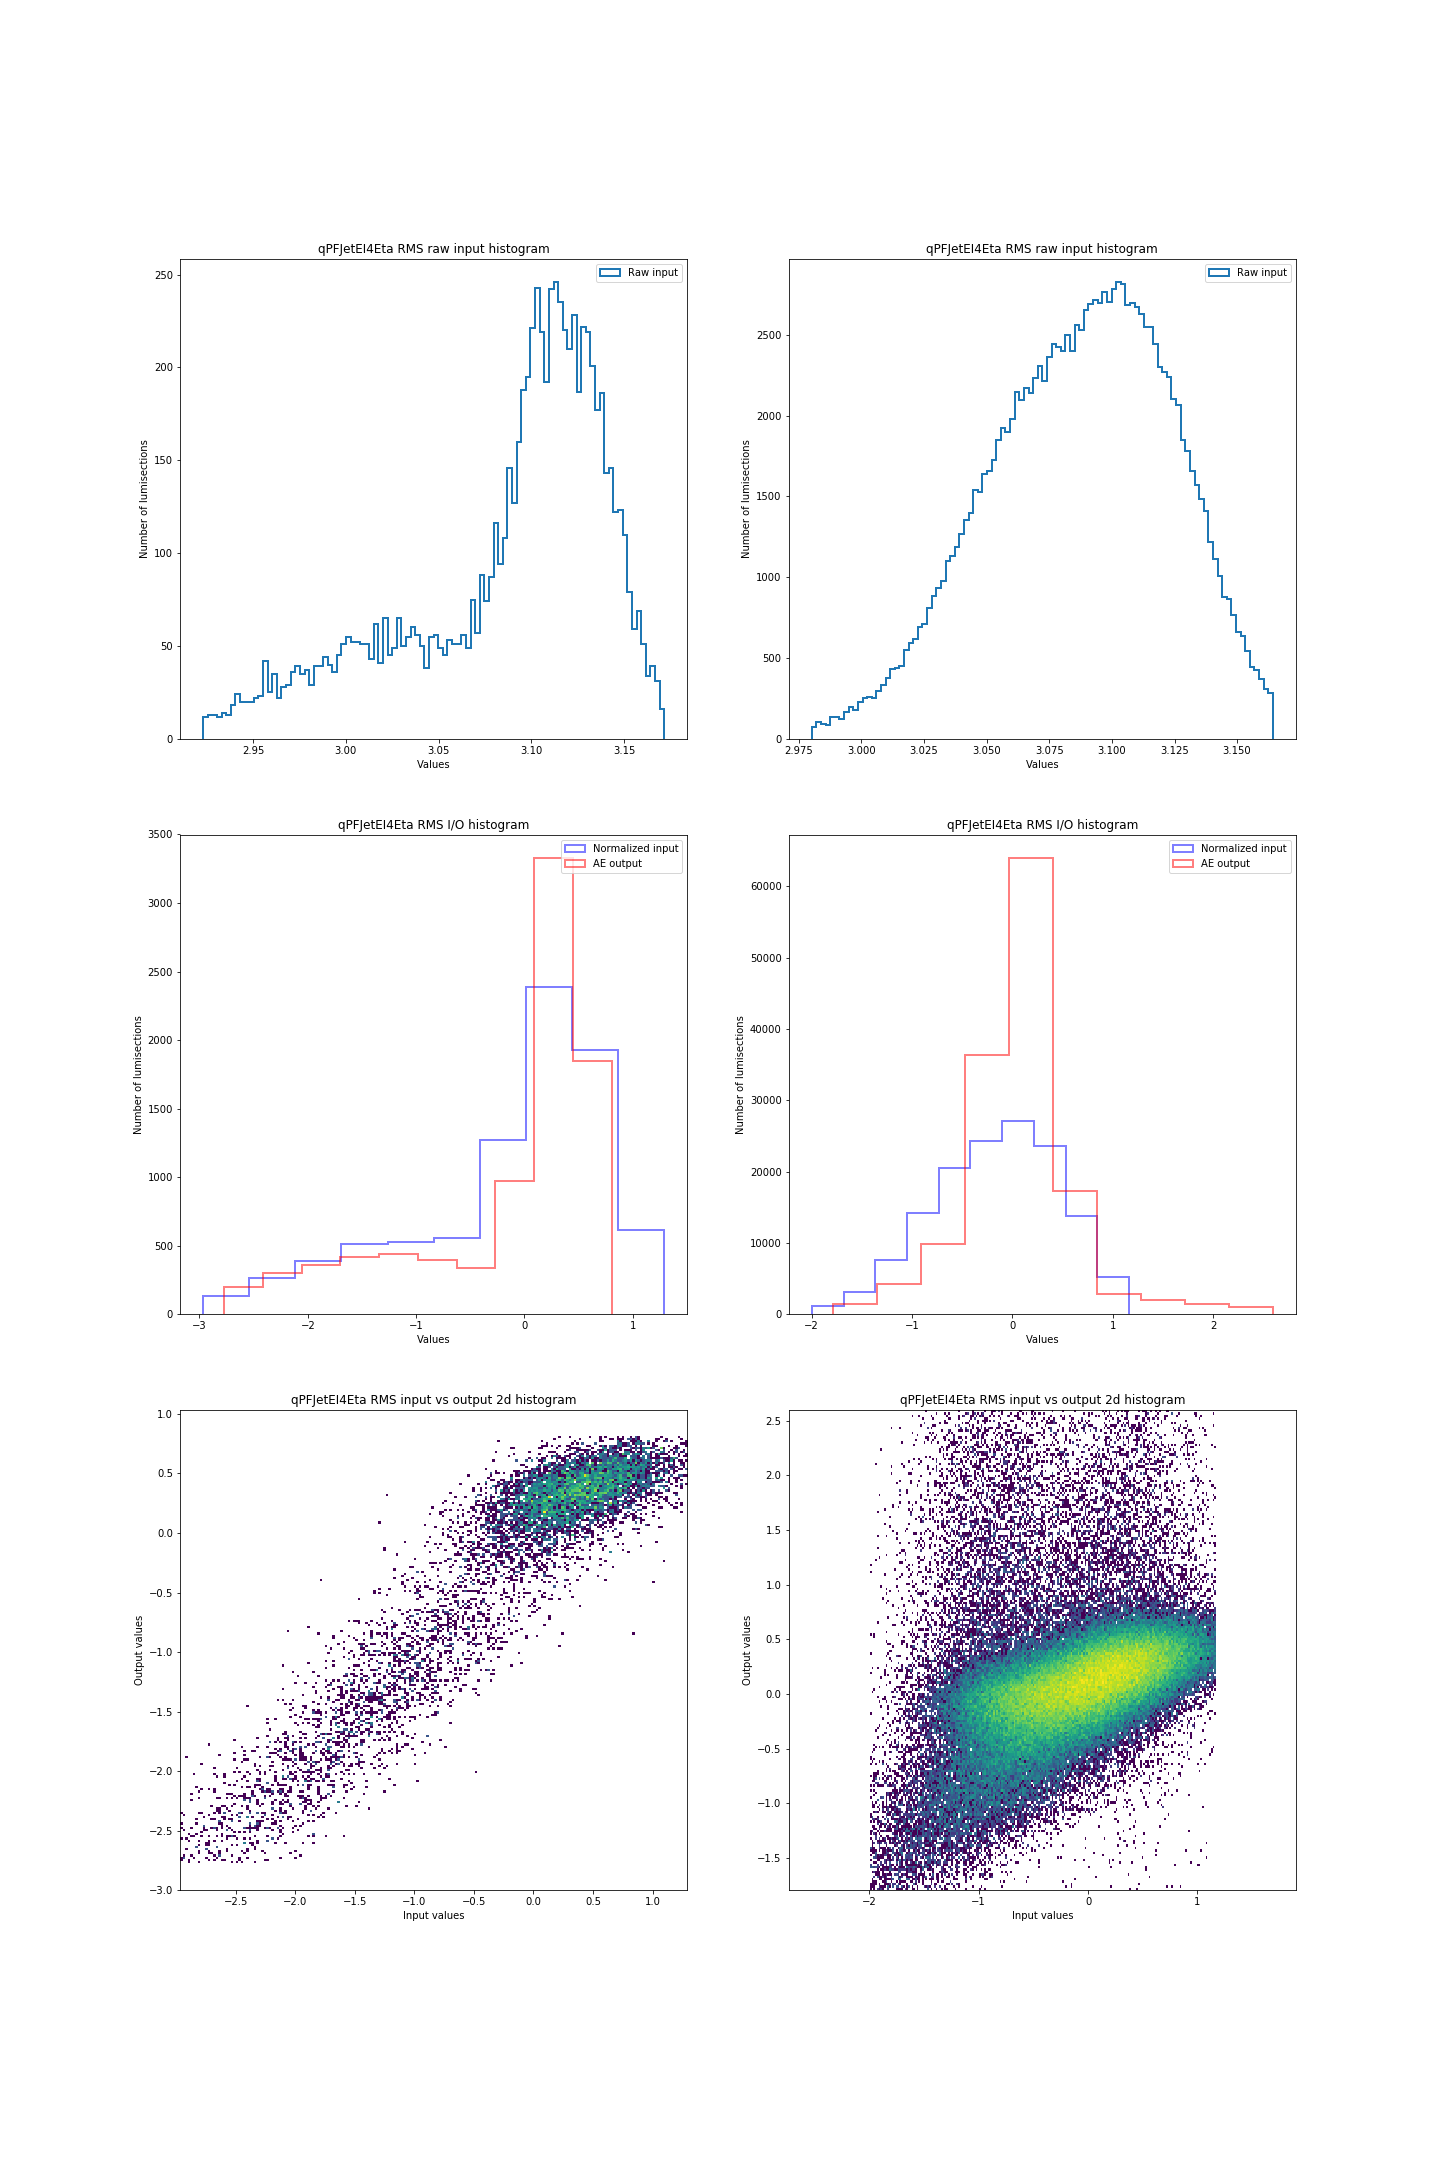 qPFJetEI4Eta RMS raw input histogram
Raw input
250
200
150
100
50
0
Number of lumisections
2.95 3.00 3.05 3.10 3.15
Values
qPFJetEI4Eta RMS raw input histogram
Raw input
2500
2000
1500
1000
500
0
Number of lumisections
2.975 3.000 3.025 3.050 3.075 3.100 3.125 3.150
Values
qPFJetEI4Eta RMS I/O histogram
Normalized input
AE output
3500
3000
2500
2000
1500
1000
500
0
Number of lumisections
−3 −2 −1 0 1
Values
qPFJetEI4Eta RMS I/O histogram
Normalized input
AE output
60000
50000
40000
30000
20000
10000
0
Number of lumisections
−2 −1 0 1 2
Values
qPFJetEI4Eta RMS input vs output 2d histogram
1.0
0.5
0.0
−0.5
−1.0
−1.5
−2.0
−2.5
−3.0
Output values
−2.5 −2.0 −1.5 −1.0 −0.5 0.0 0.5 1.0
Input values
qPFJetEI4Eta RMS input vs output 2d histogram
2.5
2.0
1.5
1.0
0.5
0.0
−0.5
−1.0
−1.5
Output values
−2 −1 0 1
Input values